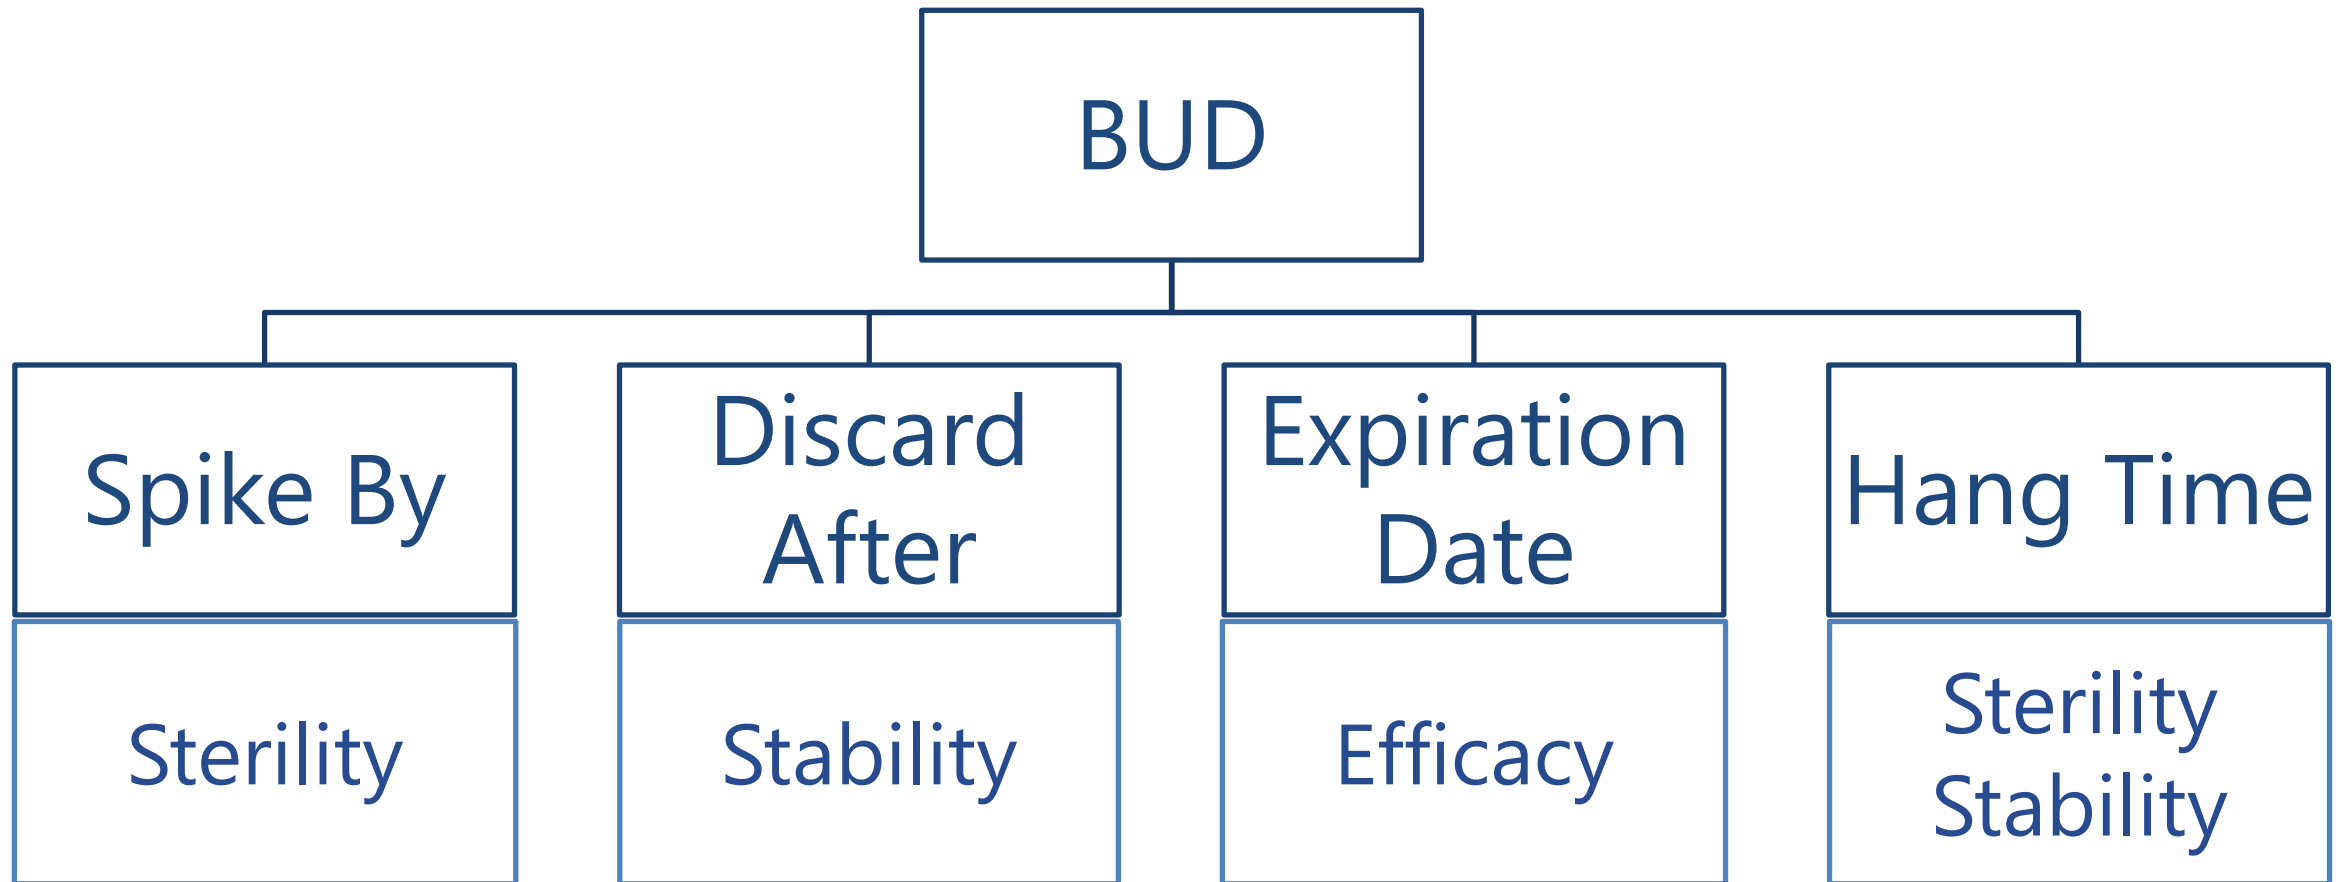 BUD
Spike By
Sterility
Discard
After
Stability
Expiration
Date
Efficacy
Hang Time
Sterility
Stability